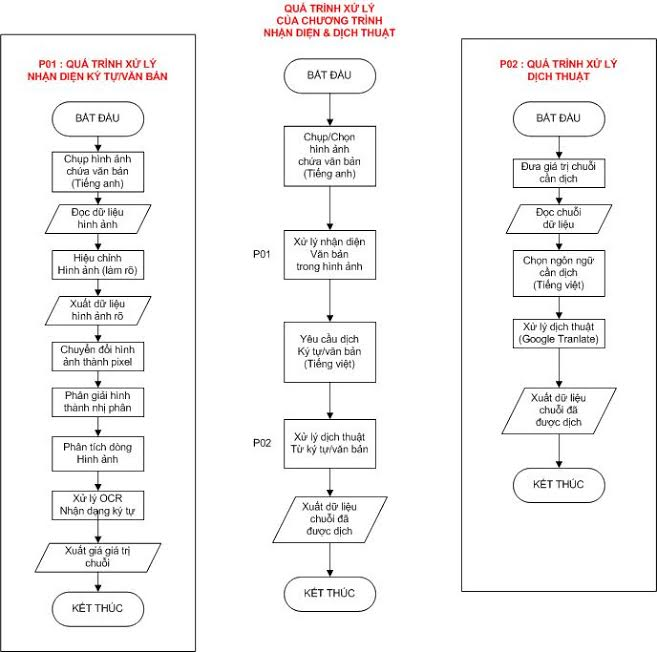 P01 : QUÁ TRÌNH XỬ LÝ
NHẬN DIỆN KÝ TỰ/VĂN BẢN
BẮT ĐẦU
Chụp hình ảnh
chứa văn bản
(Tiếng anh)
Đọc dữ liệu
hình ảnh
Hiệu chỉnh
Hình ảnh (làm rõ)
Xuất dữ liệu
hình ảnh rõ
Chuyển đổi hình
ảnh thành pixel
Phân giải hình
thành nhị phân
Phân tích dòng
Hình ảnh
Xử lý OCR
Nhận dạng ký tự
Xuất giá giá trị
chuỗi
KẾT THÚC
QUÁ TRÌNH XỬ LÝ
CỦA CHƯƠNG TRÌNH
NHẬN DIỆN & DỊCH THUẬT
BẮT ĐẦU
Chụp/Chọn
hình ảnh
chứa văn bản
(Tiếng anh)
P01
Xử lý nhận diện
Văn bản
trong hình ảnh
Yêu cầu dịch
Ký tự/văn bản
(Tiếng việt)
P02
Xử lý dịch thuật
Từ ký tự/văn bản
Xuất dữ liệu
chuỗi đã
được dịch
KẾT THÚC
P02 : QUÁ TRÌNH XỬ LÝ
DỊCH THUẬT
BẮT ĐẦU
Đưa giá trị chuỗi
cần dịch
Đọc chuỗi
dữ liệu
Chọn ngôn ngữ
cần dịch
(Tiếng việt)
Xử lý dịch thuật
(Google Tranlate)
Xuất dữ liệu
chuỗi đã
được dịch
KẾT THÚC